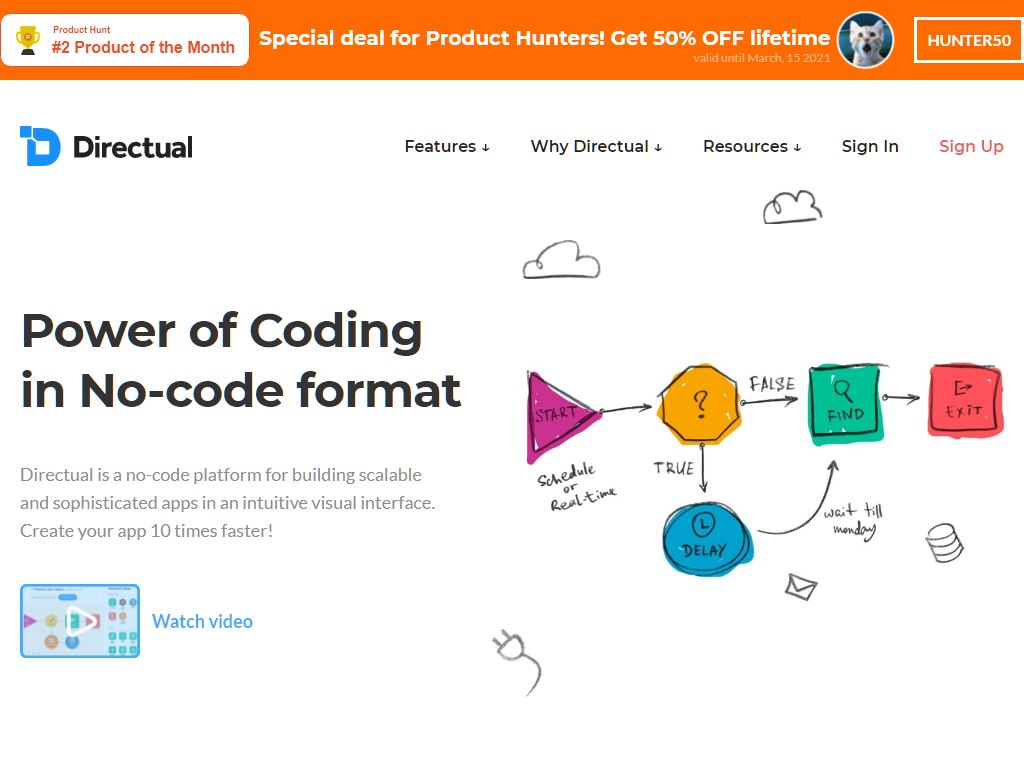 Product Hunt
#2 Product of the Month
Special deal for Product Hunters! Get 50% OFF lifetime
valid until March, 15 2021
HUNTER50
Directual
Features ↓
Why Directual ↓
Resources ↓
Sign In
Sign Up
Power of Coding
in No-code format
Directual is a no-code platform for building scalable
and sophisticated apps in an intuitive visual interface.
Create your app 10 times faster!
Watch video
START
?
FALSE
FIND
EXIT
Schedule
or
Real-time
TRUE
DELAY
wait till
monday